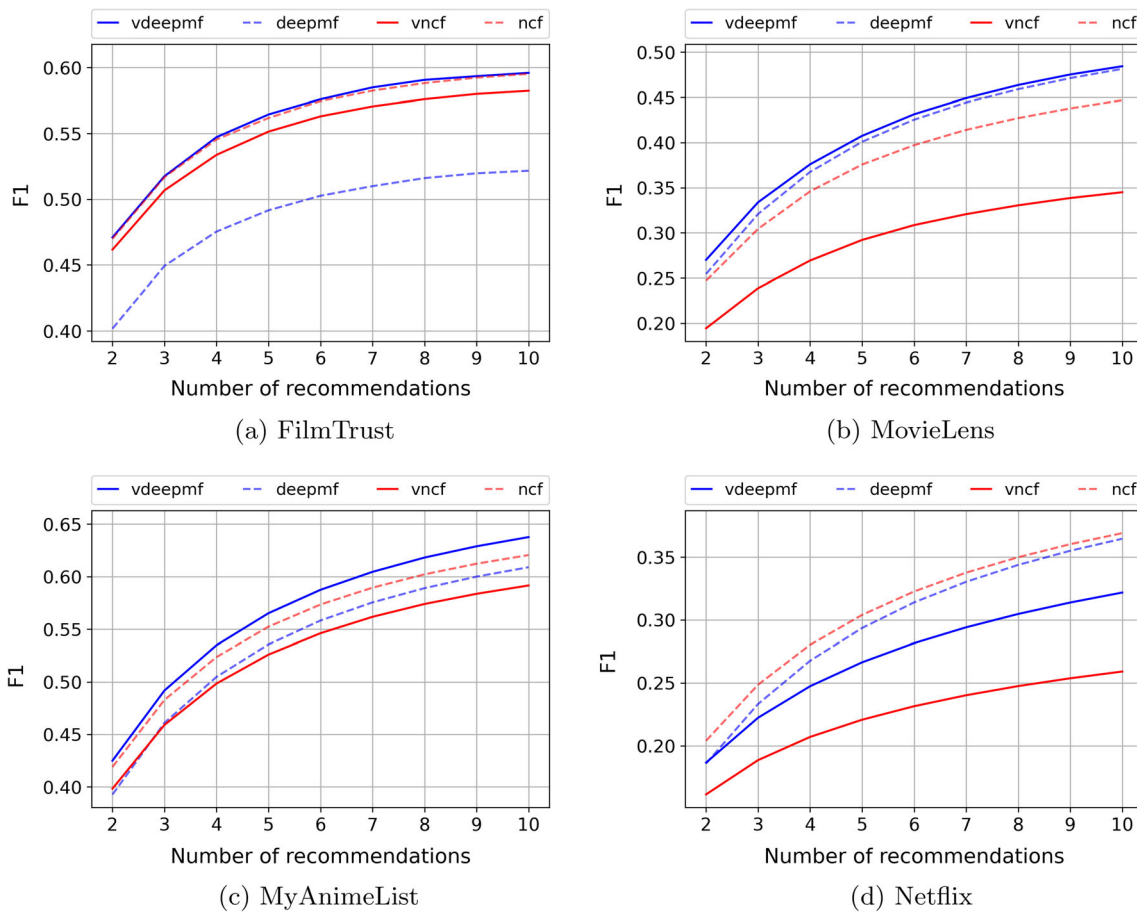 vdeepmf deepmf vncf ncf
0.60
0.55
0.50
0.45
0.40
F1
2 3 4 5 6 7 8 9 10
Number of recommendations
(a) FilmTrust
vdeepmf deepmf vncf ncf
0.50
0.45
0.40
0.35
0.30
0.25
0.20
F1
2 3 4 5 6 7 8 9 10
Number of recommendations
(b) MovieLens
vdeepmf deepmf vncf ncf
0.65
0.60
0.55
0.50
0.45
0.40
F1
2 3 4 5 6 7 8 9 10
Number of recommendations
(c) MyAnimeList
vdeepmf deepmf vncf ncf
0.35
0.30
0.25
0.20
F1
2 3 4 5 6 7 8 9 10
Number of recommendations
(d) Netflix